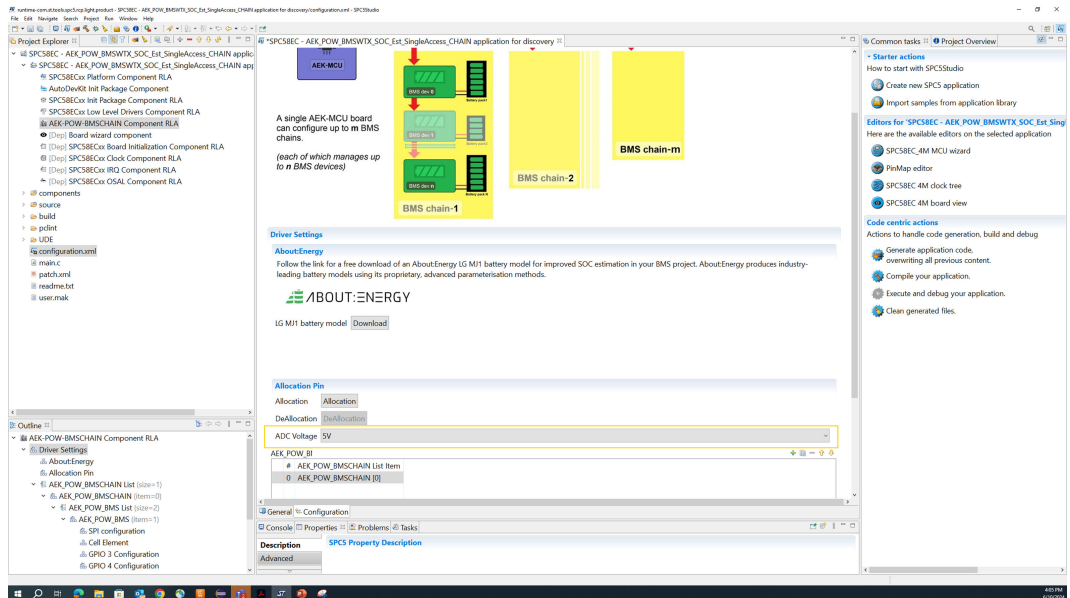 runtime-com.st.tools.spc5.rcp.light.product - SPC58EC - AEK_POW_BMSWTX_SOC_Est_SingleAccess_CHAIN application for discovery/configuration.xml - SPC5Studio
File Edit Navigate Search Project Run Window Help
Project Explorer
SPC58EC - AEK_POW_BMSWTX_SOC_Est_SingleAccess_CHAIN applic
SPC58EC - AEK_POW_BMSWTX_SOC_Est_SingleAccess_CHAIN app
SPC58ECxx Platform Component RLA
AutoDevKit Init Package Component
SPC58ECxx Init Package Component RLA
SPC58ECxx Low Level Drivers Component RLA
AEK-POW-BMSCHAIN Component RLA
[Dep] Board wizard component
[Dep] SPC58ECxx Board Initialization Component RLA
[Dep] SPC58ECxx Clock Component RLA
[Dep] SPC58ECxx IRQ Component RLA
[Dep] SPC58ECxx OSAL Component RLA
components
source
build
pclint
UDE
configuration.xml
main.c
patch.xml
readme.txt
user.mak
Outline
AEK-POW-BMSCHAIN Component RLA
Driver Settings
About:Energy
Allocation Pin
AEK_POW_BMSCHAIN List (size=1)
AEK_POW_BMSCHAIN (item=0)
AEK_POW_BMS List (size=2)
AEK_POW_BMS (item=1)
SPI configuration
Cell Element
GPIO 3 Configuration
GPIO 4 Configuration
*SPC58EC - AEK_POW_BMSWTX_SOC_Est_SingleAccess_CHAIN application for discovery
AEK-MCU
A single AEK-MCU board
can configure up to m BMS
chains.
(each of which manages up
to n BMS devices)
BMS dev 0
BMS dev 1
BMS dev n
BMS chain-1
BMS chain-2
BMS chain-m
Driver Settings
About:Energy
Follow the link for a free download of an About:Energy LG MJ1 battery model for improved SOC estimation in your BMS project. About:Energy produces industry-
leading battery models using its proprietary, advanced parameterisation methods.
ABOUT:ENERGY
LG MJ1 battery model Download
Allocation Pin
Allocation Allocation
DeAllocation DeAllocation
ADC Voltage 5V
AEK_POW_BI
# AEK_POW_BMSCHAIN List Item
0 AEK_POW_BMSCHAIN [0]
General Configuration
Console Properties Problems Tasks
Description SPC5 Property Description
Advanced
Common tasks Project Overview
Starter actions
How to start with SPC5Studio
Create new SPC5 application
Import samples from application library
Editors for 'SPC58EC - AEK_POW_BMSWTX_SOC_Est_Sing
Here are the available editors on the selected application
SPC58EC_4M MCU wizard
PinMap editor
SPC58EC 4M clock tree
SPC58EC 4M board view
Code centric actions
Actions to handle code generation, build and debug
Generate application code,
overwriting all previous content.
Compile your application.
Execute and debug your application.
Clean generated files.
4:05 PM
6/20/2024